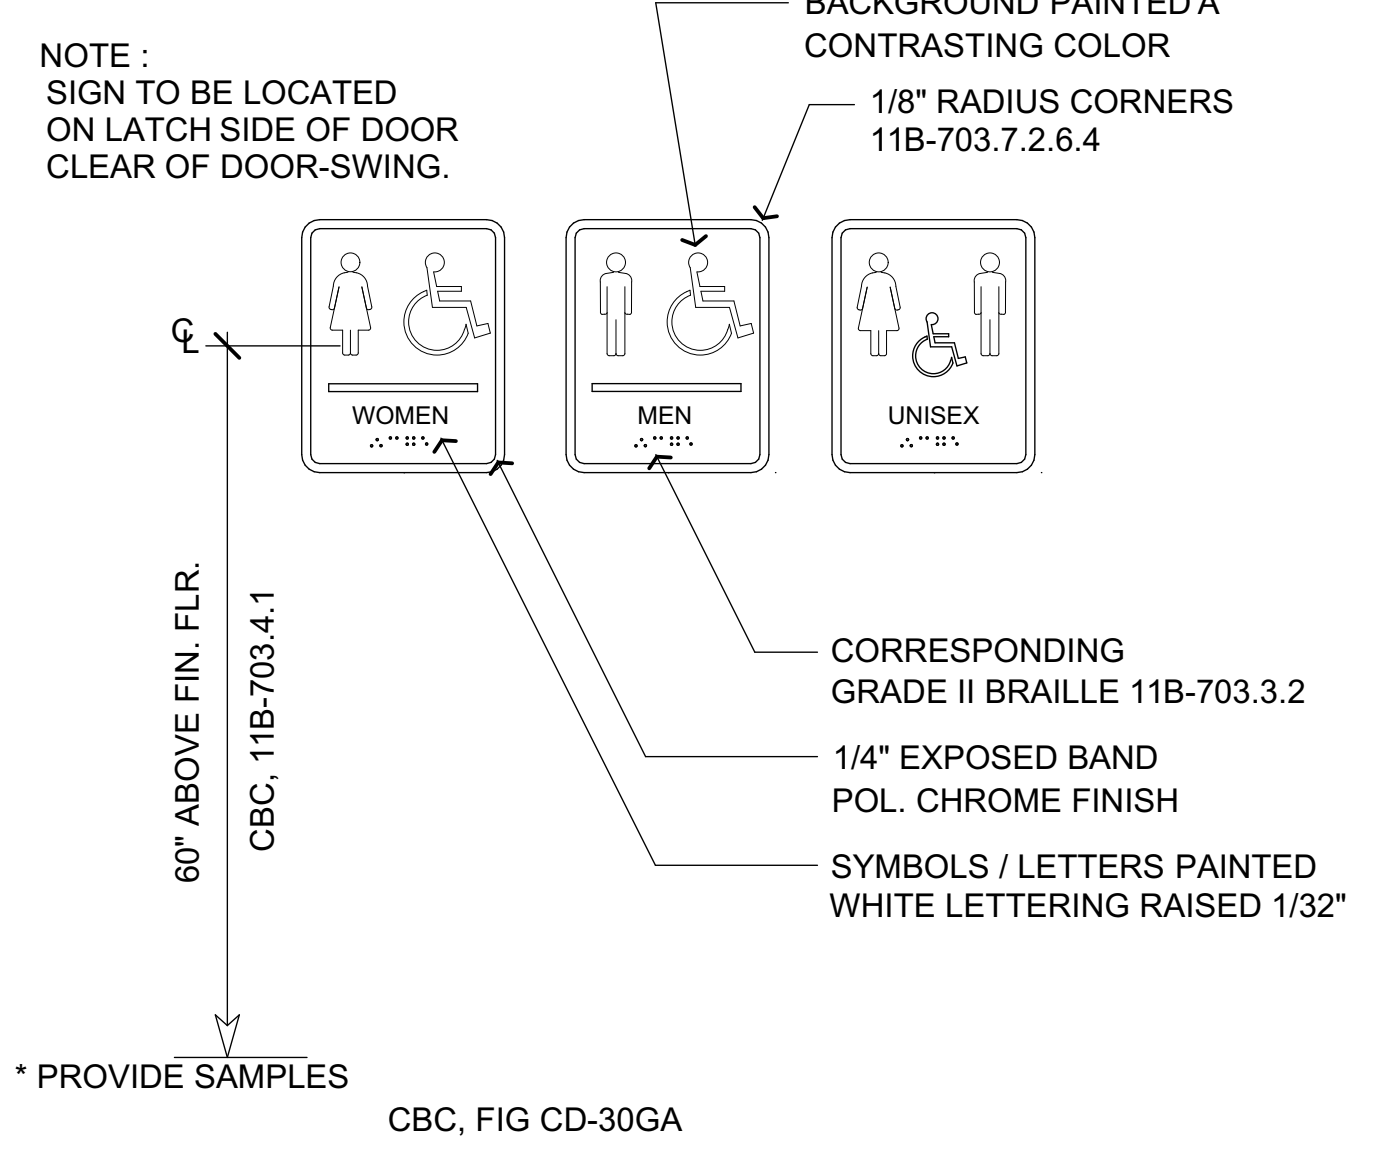 BACKGROUND PAINTED A
CONTRASTING COLOR
NOTE :
SIGN TO BE LOCATED
ON LATCH SIDE OF DOOR
CLEAR OF DOOR-SWING.
1/8" RADIUS CORNERS
11B-703.7.2.6.4
CL
WOMEN
MEN
UNISEX
60" ABOVE FIN. FLR.
CBC, 11B-703.4.1
CORRESPONDING
GRADE II BRAILLE 11B-703.3.2
1/4" EXPOSED BAND
POL. CHROME FINISH
SYMBOLS / LETTERS PAINTED
WHITE LETTERING RAISED 1/32"
* PROVIDE SAMPLES
CBC, FIG CD-30GA